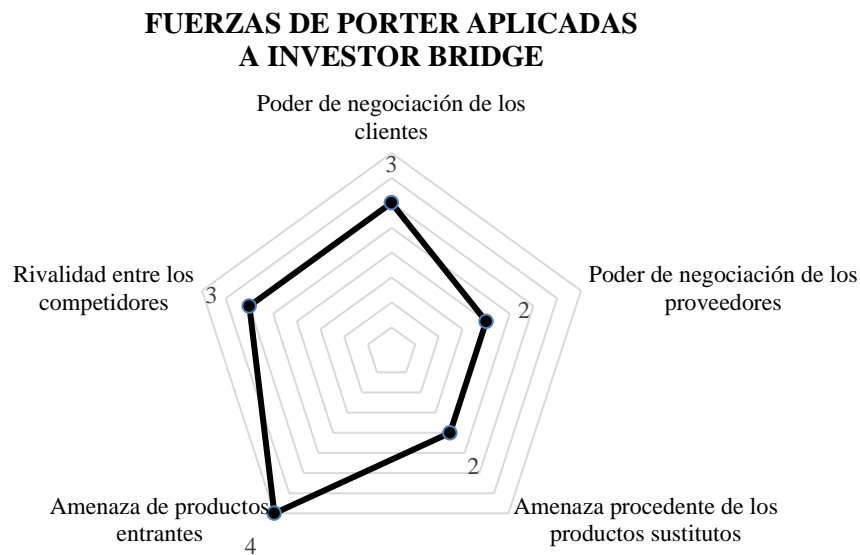 FUERZAS DE PORTER APLICADAS
A INVESTOR BRIDGE
Poder de negociación de los
clientes
3
Rivalidad entre los
competidores
3
Poder de negociación de los
proveedores
2
2
Amenaza de productos
entrantes
4
Amenaza procedente de los
productos sustitutos